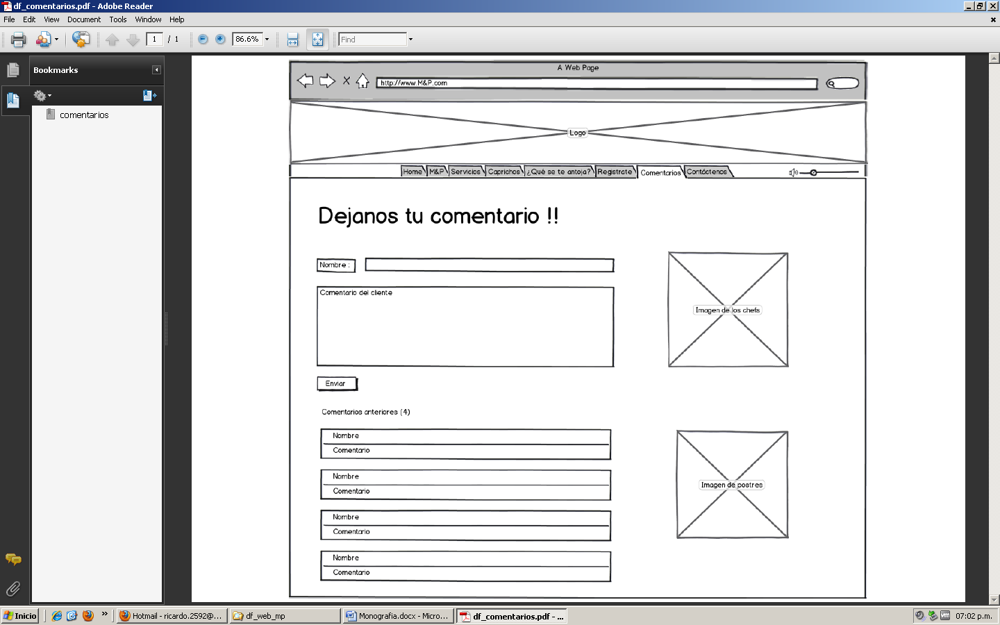 df_comentarios.pdf - Adobe Reader
File Edit View Document Tools Window Help
1 / 1 86.6% Find
Bookmarks
comentarios
A Web Page
http://www.M&P.com
Logo
Home M&P Servicios Caprichos ¿Qué se te antoja? Registrate Comentarios Contáctenos
Dejanos tu comentario !!
Nombre :
Comentario del cliente
Imagen de los chefs
Enviar
Comentarios anteriores (4)
Nombre
Comentario
Nombre
Comentario
Imagen de postres
Nombre
Comentario
Nombre
Comentario
Inicio » Hotmail - ricardo.2592@... df_web_mp Monografia.docx - Micro... df_comentarios.pdf - ... vm 07:02 p.m.